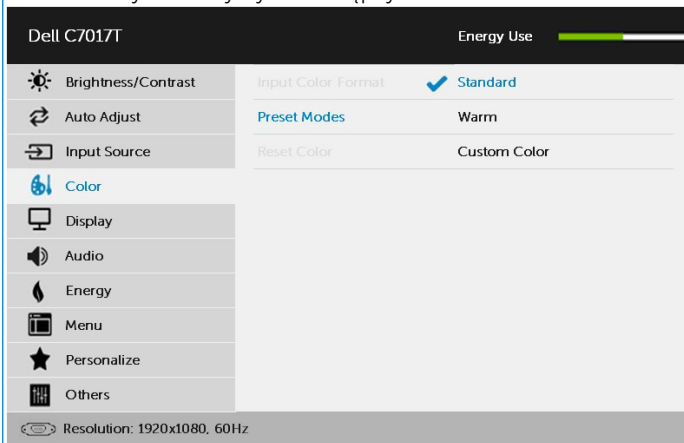 Dell C7017T
Energy Use
Brightness/Contrast
Input Color Format
Standard
Auto Adjust
Preset Modes
Warm
Input Source
Reset Color
Custom Color
Color
Display
Audio
Energy
Menu
Personalize
Others
Resolution: 1920x1080, 60Hz